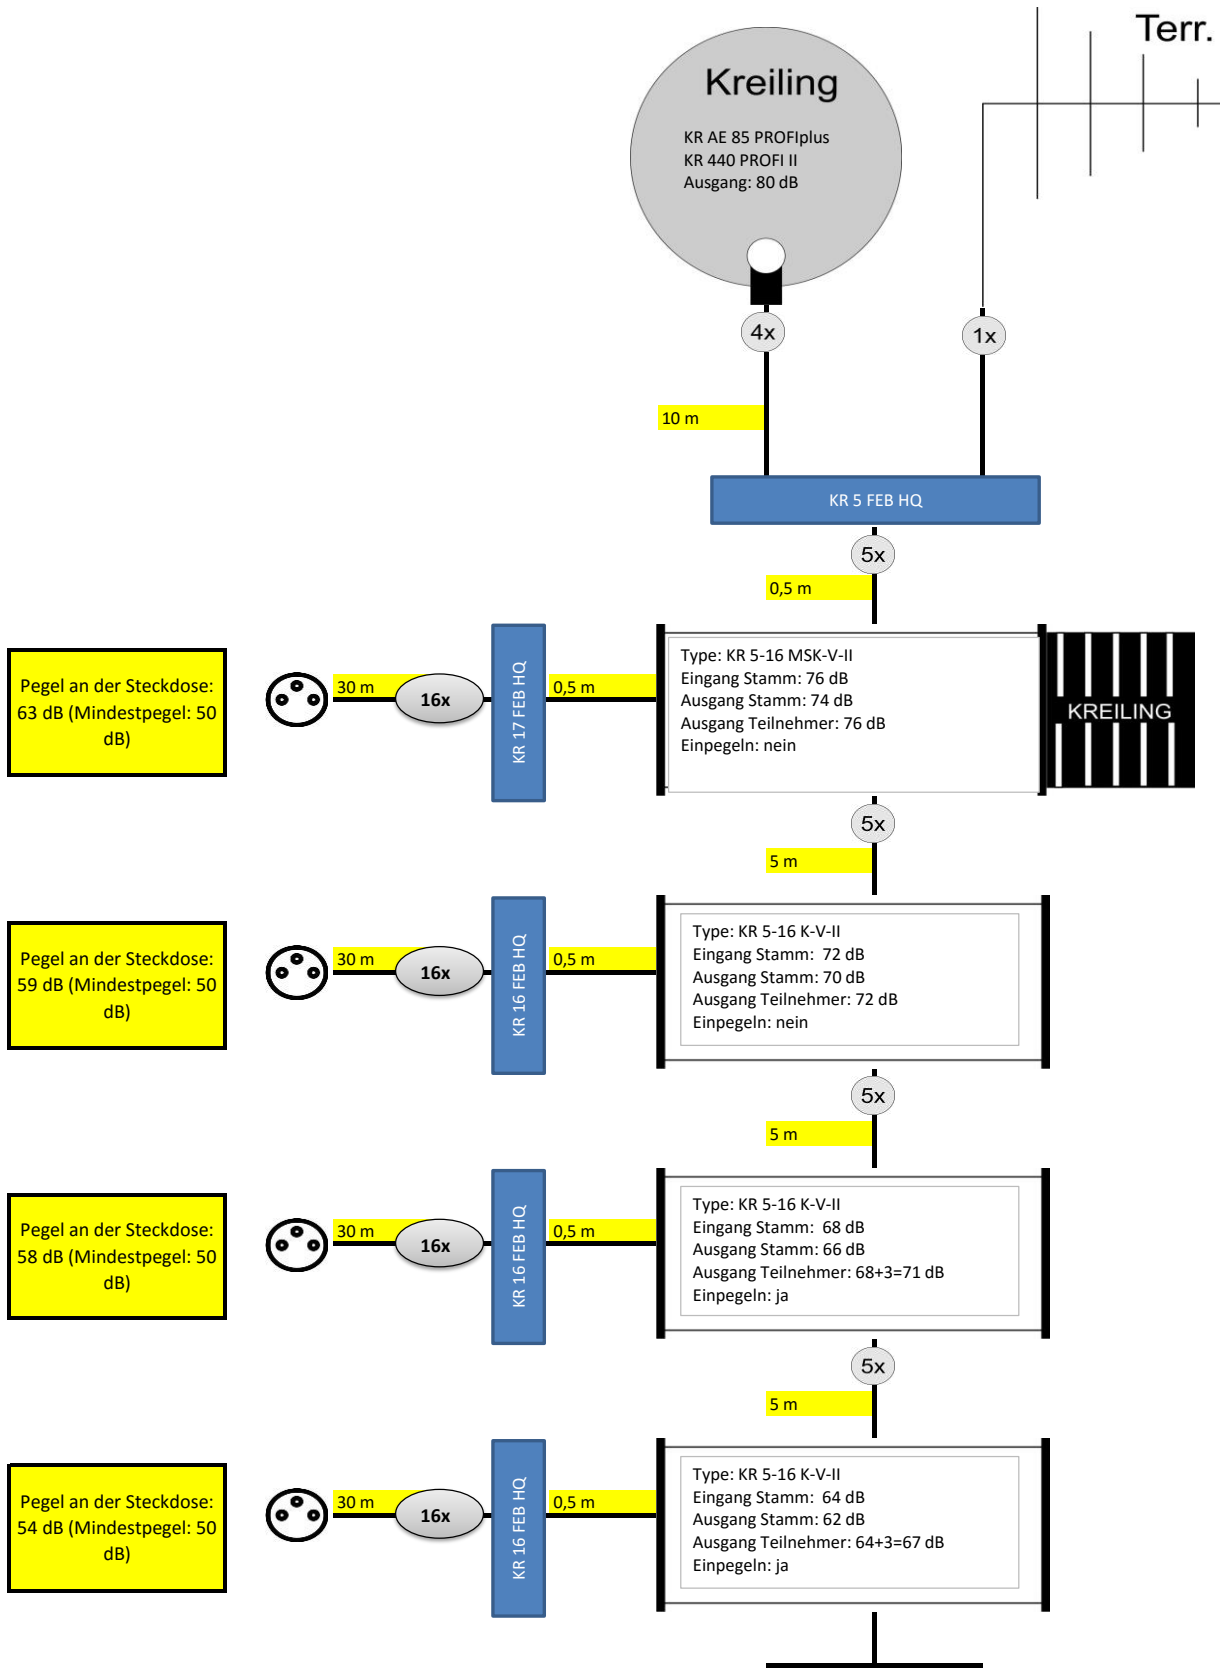 Terr.
Kreiling
KR AE 85 PROFIplus
KR 440 PROFI II
Ausgang: 80 dB
4x
1x
10 m
KR 5 FEB HQ
5x
0,5 m
Pegel an der Steckdose:
63 dB (Mindestpegel: 50
dB)
30 m
16x
KR 17 FEB HQ
0,5 m
Type: KR 5-16 MSK-V-II
Eingang Stamm: 76 dB
Ausgang Stamm: 74 dB
Ausgang Teilnehmer: 76 dB
Einpegeln: nein
KREILING
5x
5 m
Pegel an der Steckdose:
59 dB (Mindestpegel: 50
dB)
30 m
16x
KR 16 FEB HQ
0,5 m
Type: KR 5-16 K-V-II
Eingang Stamm: 72 dB
Ausgang Stamm: 70 dB
Ausgang Teilnehmer: 72 dB
Einpegeln: nein
5x
5 m
Pegel an der Steckdose:
58 dB (Mindestpegel: 50
dB)
30 m
16x
KR 16 FEB HQ
0,5 m
Type: KR 5-16 K-V-II
Eingang Stamm: 68 dB
Ausgang Stamm: 66 dB
Ausgang Teilnehmer: 68+3=71 dB
Einpegeln: ja
5x
5 m
Pegel an der Steckdose:
54 dB (Mindestpegel: 50
dB)
30 m
16x
KR 16 FEB HQ
0,5 m
Type: KR 5-16 K-V-II
Eingang Stamm: 64 dB
Ausgang Stamm: 62 dB
Ausgang Teilnehmer: 64+3=67 dB
Einpegeln: ja